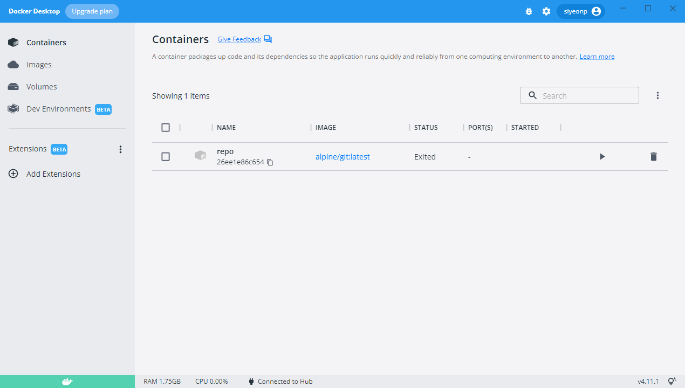 Docker Desktop Upgrade plan slyeonp
Containers
Images
Volumes
Dev Environments BETA
Extensions BETA
Add Extensions
Containers Give Feedback
A container packages up code and its dependencies so the application runs quickly and reliably from one computing environment to another. Learn more
Showing 1 items
Search
NAME IMAGE STATUS PORT(S) STARTED
repo
26ee1e86c654
alpine/git:latest Exited -
RAM 1.75GB CPU 0.00% Connected to Hub v4.11.1